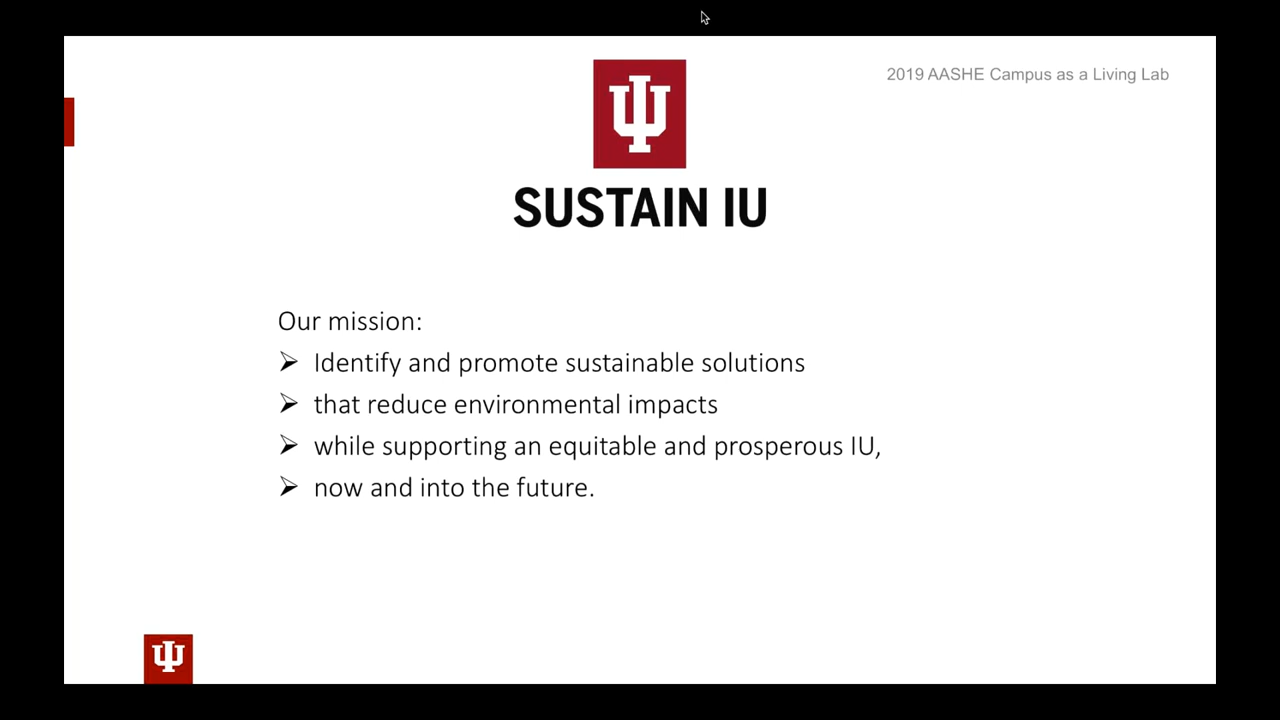 2019 AASHE Campus as a Living Lab
SUSTAIN IU
Our mission:
Identify and promote sustainable solutions
that reduce environmental impacts
while supporting an equitable and prosperous IU,
now and into the future.